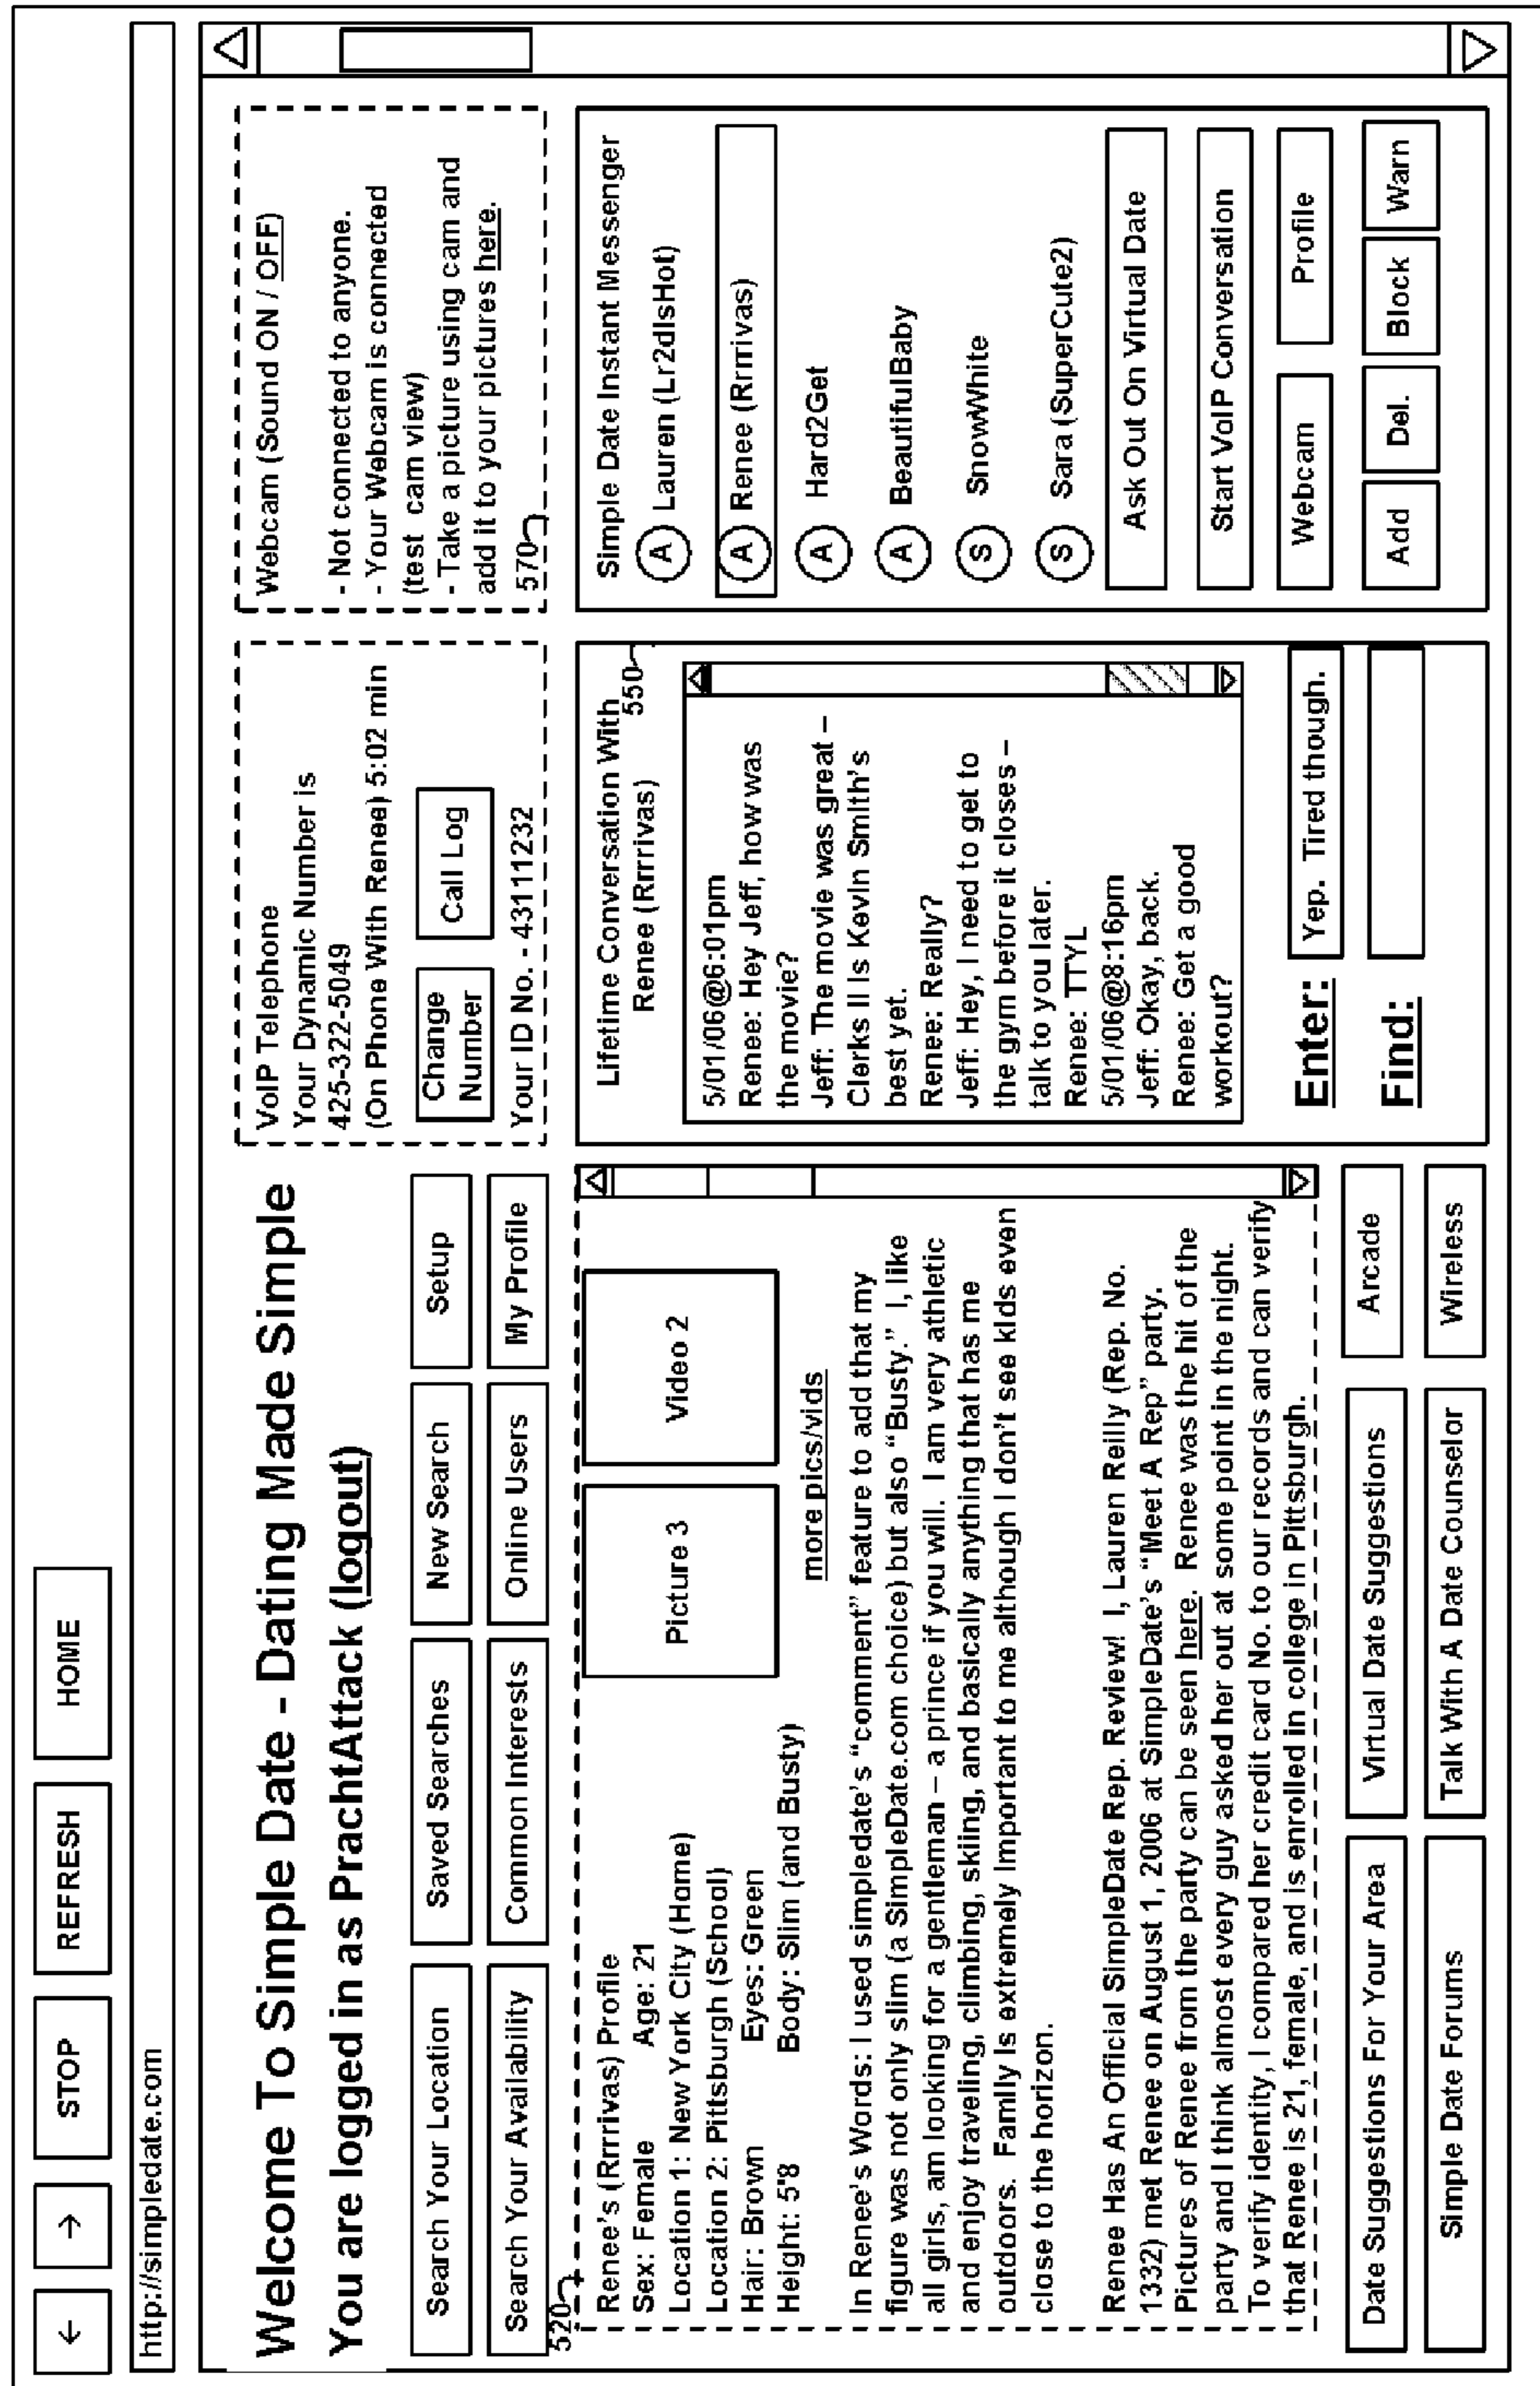 ← → STOP REFRESH HOME
http://simpledate.com
Welcome To Simple Date - Dating Made Simple
You are logged in as PrachtAttack (logout)
Search Your Location Saved Searches New Search Setup
Search Your Availability Common Interests Online Users My Profile
VoIP Telephone
Your Dynamic Number is
425-322-5049
(On Phone With Renee) 5:02 min
Change
Number
Call Log
Your ID No. - 43111232
Webcam (Sound ON / OFF)
- Not connected to anyone.
- Your Webcam is connected
(test cam view)
- Take a picture using cam and
add it to your pictures here.
570
520
Renee's (Rrrrivas) Profile
Sex: Female Age: 21
Location 1: New York City (Home)
Location 2: Pittsburgh (School)
Hair: Brown Eyes: Green
Height: 5'8 Body: Slim (and Busty)
Picture 3 Video 2
more pics/vids
In Renee's Words: I used simpledate's “comment” feature to add that my
figure was not only slim (a SimpleDate.com choice) but also “Busty.” I, like
all girls, am looking for a gentleman – a prince if you will. I am very athletic
and enjoy traveling, climbing, skiing, and basically anything that has me
outdoors. Family is extremely important to me although I don't see kids even
close to the horizon.
Renee Has An Official SimpleDate Rep. Review! I, Lauren Reilly (Rep. No.
1332) met Renee on August 1, 2006 at SimpleDate's “Meet A Rep” party.
Pictures of Renee from the party can be seen here. Renee was the hit of the
party and I think almost every guy asked her out at some point in the night.
To verify identity, I compared her credit card No. to our records and can verify
that Renee is 21, female, and is enrolled in college in Pittsburgh.
Date Suggestions For Your Area Virtual Date Suggestions Arcade
Simple Date Forums Talk With A Date Counselor Wireless
Lifetime Conversation With
Renee (Rrrrivas)
550
5/01/06@6:01pm
Renee: Hey Jeff, how was
the movie?
Jeff: The movie was great –
Clerks II Is Kevin Smith's
best yet.
Renee: Really?
Jeff: Hey, I need to get to
the gym before it closes –
talk to you later.
Renee: TTYL
5/01/06@8:16pm
Jeff: Okay, back.
Renee: Get a good
workout?
Enter: Yep. Tired though.
Find:
Simple Date Instant Messenger
A Lauren (Lr2dIsHot)
A Renee (Rrrrivas)
A Hard2Get
A BeautifulBaby
S SnowWhite
S Sara (SuperCute2)
Ask Out On Virtual Date
Start VoIP Conversation
Webcam Profile
Add Del. Block Warn